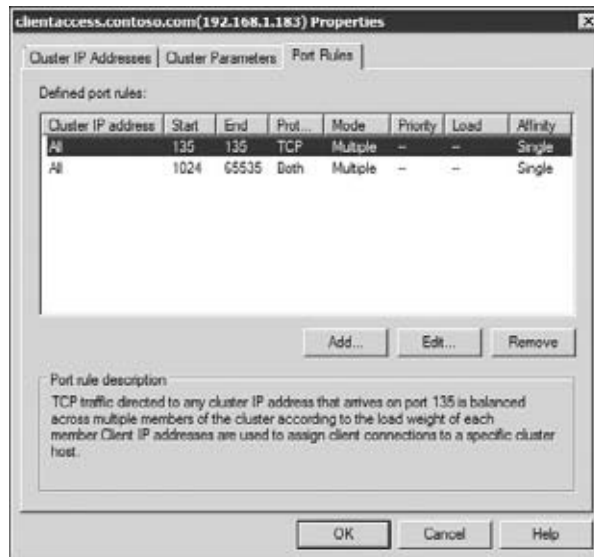 clientaccess.contoso.com(192.168.1.183) Properties
Cluster IP Addresses Cluster Parameters Port Rules
Defined port rules:
Cluster IP address Start End Prot... Mode Priority Load Affinity
All 135 135 TCP Multiple -- -- Single
All 1024 65535 Both Multiple -- -- Single
Add... Edit... Remove
Port rule description
TCP traffic directed to any cluster IP address that arrives on port 135 is balanced
across multiple members of the cluster according to the load weight of each
member Client IP addresses are used to assign client connections to a specific cluster
host.
OK Cancel Help